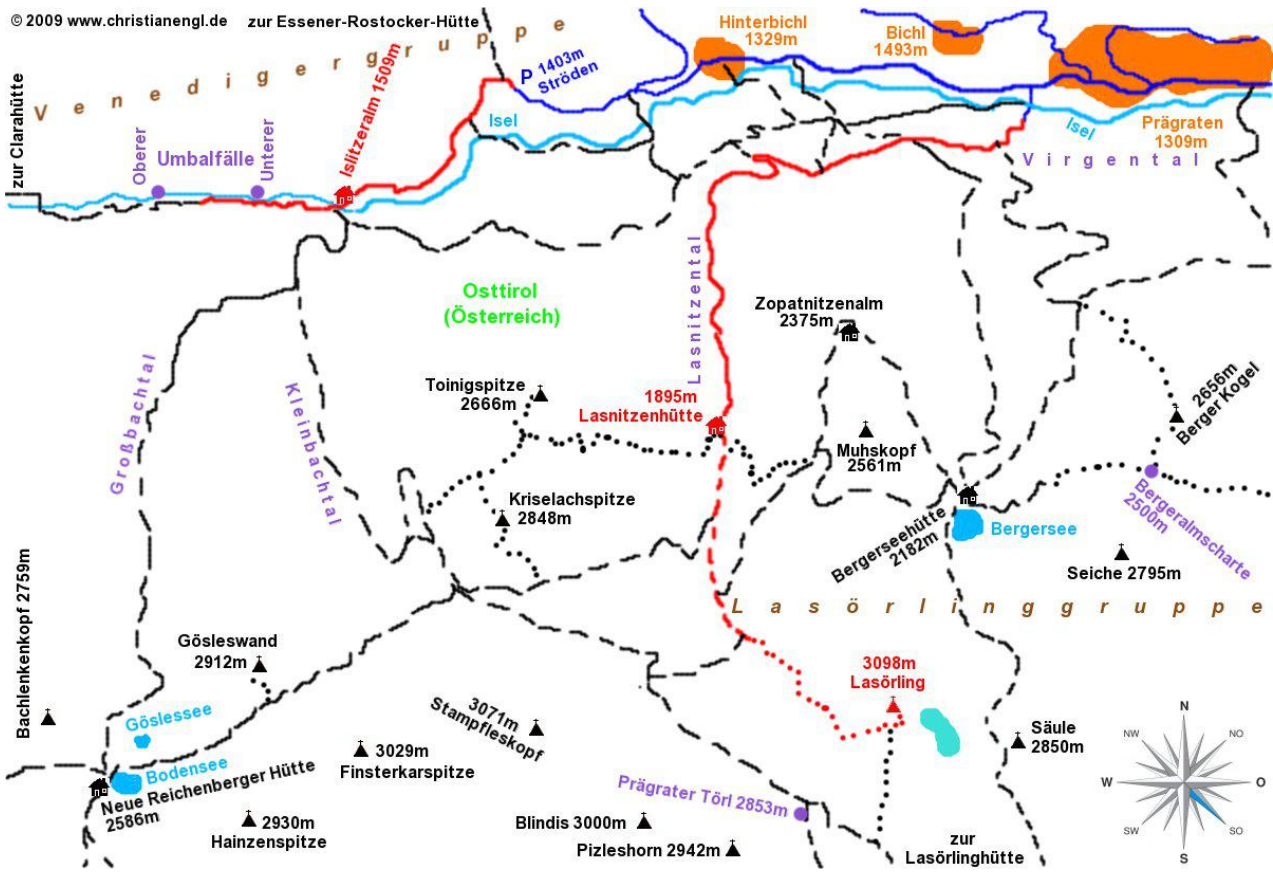 © 2009 www.christianengl.de zur Essener-Rostocker-Hütte
Venedigergruppe
Hinterbichl
1329m
Bichl
1493m
P 1403m
Ströden
zur Clarahütte
Oberer
Umbalfälle
Unterer
Islitzeralm 1509m
Isel
Isel
Prägraten
1309m
Virgental
Osttirol
(Österreich)
Lasnitzental
Zopatnitzenalm
2375m
Großbachtal
Kleinbachtal
Toinigspitze
2666m
1895m
Lasnitzenhütte
2656m
Berger Kogel
Muhskopf
2561m
Kriselachspitze
2848m
Bergerseehütte
2182m
Bergersee
Bergeralmscharte
2500m
Seiche 2795m
Lasörlinggruppe
Bachlenkenkopf 2759m
Gösleswand
2912m
3098m
Lasörling
Göslessee
3071m
Stampfleskopf
Säule
2850m
3029m
Finsterkarspitze
Bodensee
Neue Reichenberger Hütte
2586m
Prägrater Törl 2853m
2930m
Hainzenspitze
Blindis 3000m
Pizleshorn 2942m
zur
Lasörlinghütte
N
NW
NO
W
O
SW
SO
S